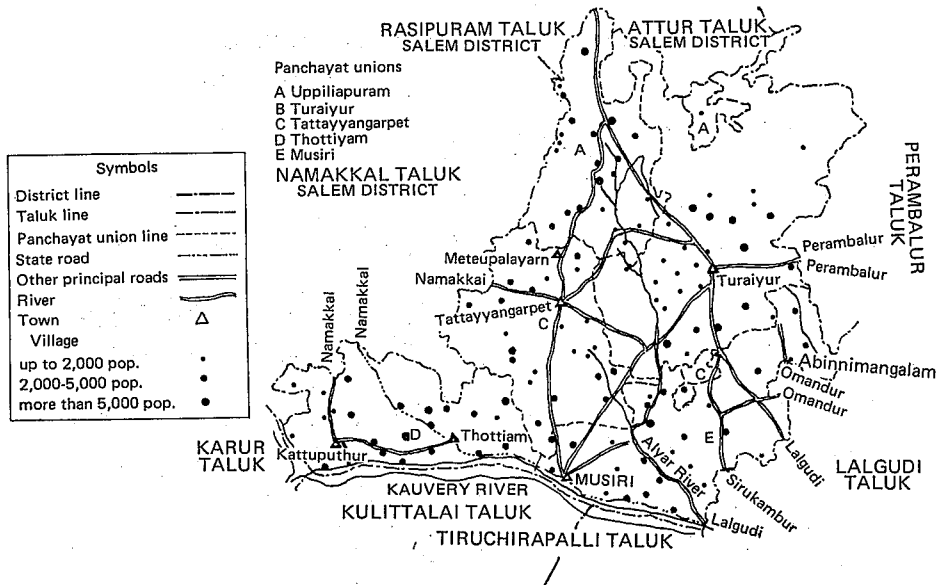 RASIPURAM TALUK
SALEM DISTRICT
ATTUR TALUK
SALEM DISTRICT
Panchayat unions
A Uppiliapuram
B Turaiyur
C Tattayyangarpet
D Thottiyam
E Musiri
NAMAKKAL TALUK
SALEM DISTRICT
A
A
PERAMBALUR
TALUK
Symbols
District line
Taluk line
Panchayat union line
State road
Other principal roads
River
Town
Village
up to 2,000 pop.
2,000-5,000 pop.
more than 5,000 pop.
Meteupalayarn
Namakkai
Tattayyangarpet
C
Perambalur
Perambalur
Turaiyur
Namakkal
Namakkal
C
Abinnimangalam
Omandur
Omandur
D
Thottiam
Kattuputhur
KARUR
TALUK
E
Alyar River
Lalgudi
LALGUDI
TALUK
MUSIRI
Sirukambur
KAUVERY RIVER
KULITTALAI TALUK
Lalgudi
TIRUCHIRAPALLI TALUK